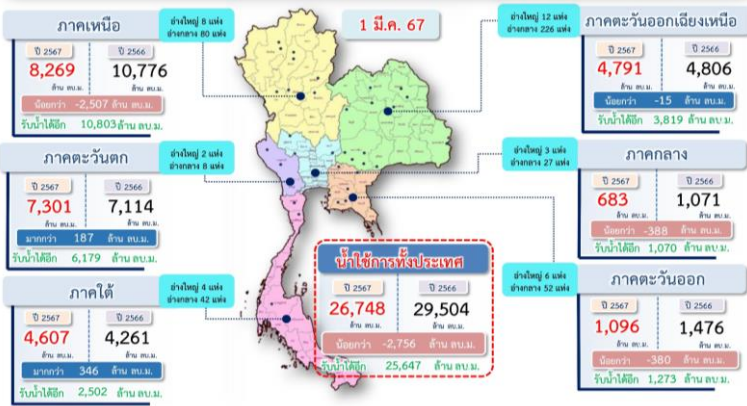 1 มี.ค. 67
ภาคเหนือ
อ่างใหญ่ 8 แห่ง
อ่างกลาง 80 แห่ง
ปี 2567 ปี 2566
8,269 10,776
ล้าน ลบ.ม. ล้าน ลบ.ม.
น้อยกว่า -2,507 ล้าน ลบ.ม.
รับน้ำได้อีก 10,803 ล้าน ลบ.ม.
อ่างใหญ่ 12 แห่ง
อ่างกลาง 226 แห่ง
ภาคตะวันออกเฉียงเหนือ
ปี 2567 ปี 2566
4,791 4,806
ล้าน ลบ.ม. ล้าน ลบ.ม.
น้อยกว่า -15 ล้าน ลบ.ม.
รับน้ำได้อีก 3,819 ล้าน ลบ.ม.
ภาคตะวันตก
อ่างใหญ่ 2 แห่ง
อ่างกลาง 8 แห่ง
ปี 2567 ปี 2566
7,301 7,114
ล้าน ลบ.ม. ล้าน ลบ.ม.
มากกว่า 187 ล้าน ลบ.ม.
รับน้ำได้อีก 6,179 ล้าน ลบ.ม.
อ่างใหญ่ 3 แห่ง
อ่างกลาง 27 แห่ง
ภาคกลาง
ปี 2567 ปี 2566
683 1,071
ล้าน ลบ.ม. ล้าน ลบ.ม.
น้อยกว่า -388 ล้าน ลบ.ม.
รับน้ำได้อีก 1,070 ล้าน ลบ.ม.
ภาคใต้
อ่างใหญ่ 4 แห่ง
อ่างกลาง 42 แห่ง
ปี 2567 ปี 2566
4,607 4,261
ล้าน ลบ.ม. ล้าน ลบ.ม.
มากกว่า 346 ล้าน ลบ.ม.
รับน้ำได้อีก 2,502 ล้าน ลบ.ม.
น้ำใช้การทั้งประเทศ
ปี 2567 ปี 2566
26,748 29,504
ล้าน ลบ.ม. ล้าน ลบ.ม.
น้อยกว่า -2,756 ล้าน ลบ.ม.
รับน้ำได้อีก 25,647 ล้าน ลบ.ม.
อ่างใหญ่ 6 แห่ง
อ่างกลาง 52 แห่ง
ภาคตะวันออก
ปี 2567 ปี 2566
1,096 1,476
ล้าน ลบ.ม. ล้าน ลบ.ม.
น้อยกว่า -380 ล้าน ลบ.ม.
รับน้ำได้อีก 1,273 ล้าน ลบ.ม.